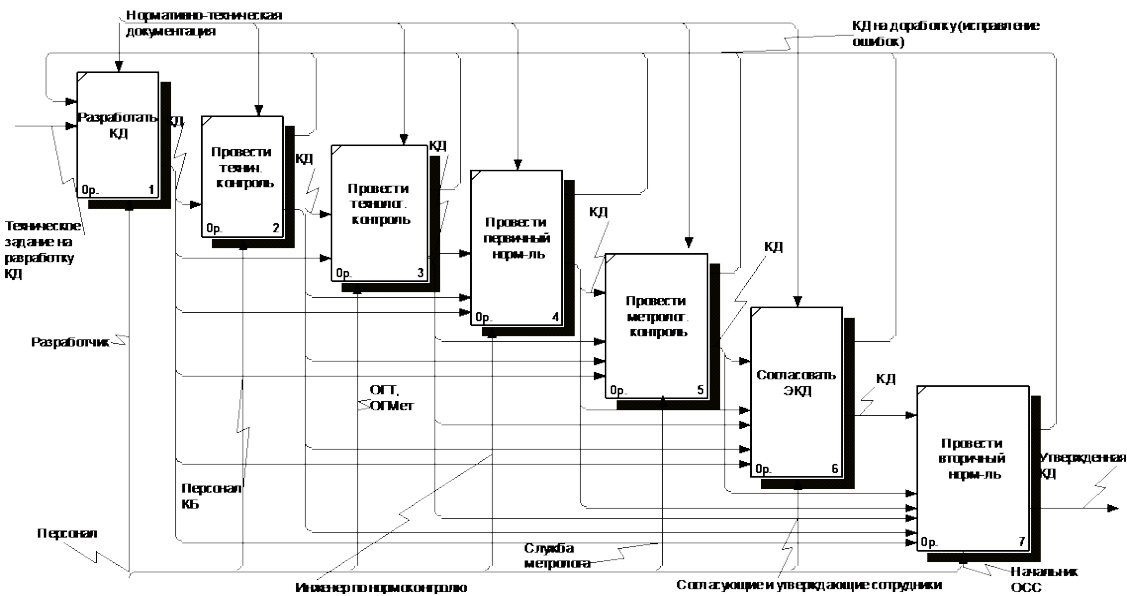 Нормативно-техническая
документация
КД на доработку (исправление
ошибок)
Разработать
КД
0р. 1
КД
Провести
технич.
контроль
0р. 2
КД
Провести
технолог.
контроль
0р. 3
КД
Провести
первичный
норм-ль
0р. 4
КД
Провести
метролог.
контроль
0р. 5
КД
Согласовать
ЭКД
0р. 6
КД
Провести
вторичный
норм-ль
0р. 7
Утвержденная
КД
Техническое
задание на
разработку
КД
Разработчик
ОГТ,
ОГМет
Персонал
КБ
Персонал
Инженер по нормоконтролю
Служба
метролога
Согласующие и утверждающие сотрудники
Начальник
ОСС